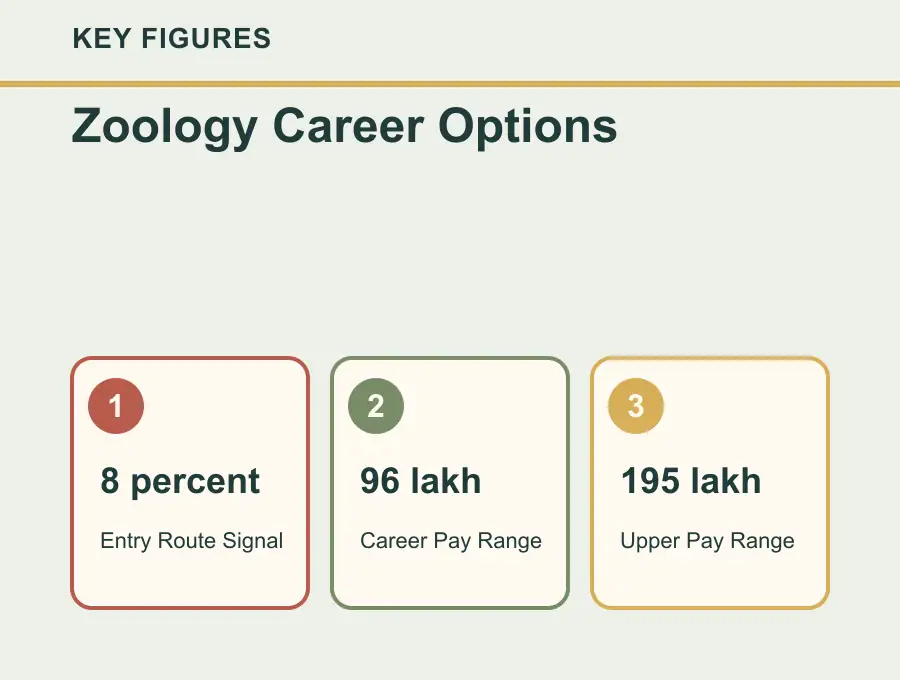 KEY FIGURES
Zoology Career Options
1
8 percent
Entry Route Signal
2
96 lakh
Career Pay Range
3
195 lakh
Upper Pay Range